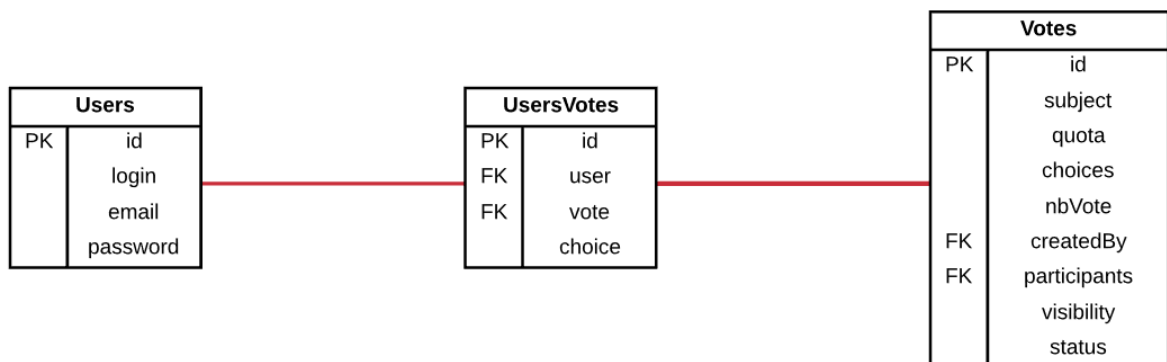 Users
PK id
login
email
password
UsersVotes
PK id
FK user
FK vote
choice
Votes
PK id
subject
quota
choices
nbVote
FK createdBy
FK participants
visibility
status